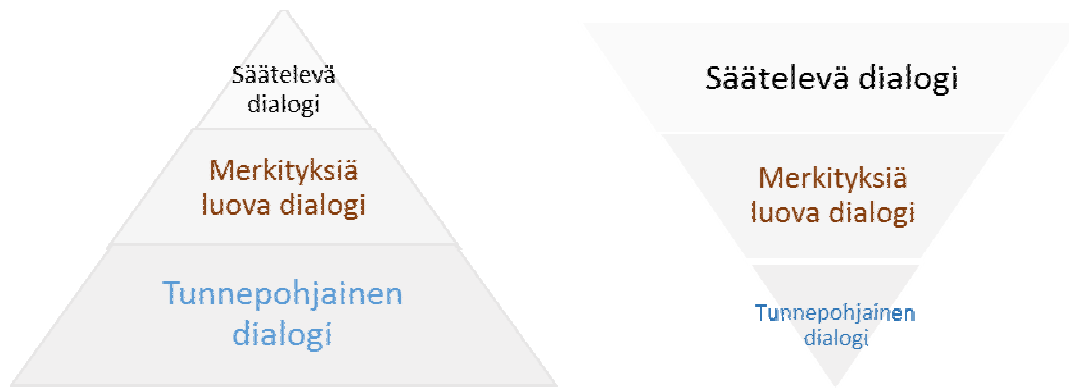 Säätelevä
dialogi
Merkityksiä
luova dialogi
Tunnepohjainen
dialogi
Säätelevä dialogi
Merkityksiä
luova dialogi
Tunnepohjainen
dialogi